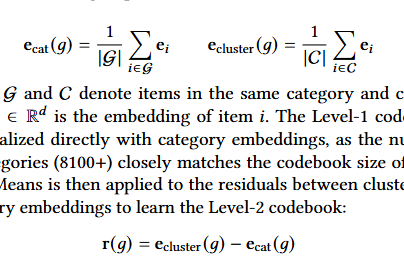 e_cat(g) = 1/|𝒢| ∑_{i∈𝒢} e_i    e_cluster(g) = 1/|C| ∑_{i∈C} e_i
𝒢 and C denote items in the same category and c
∈ ℝ^d is the embedding of item i. The Level-1 cod
alized directly with category embeddings, as the nu
egories (8100+) closely matches the codebook size of
Means is then applied to the residuals between cluste
ry embeddings to learn the Level-2 codebook:
r(g) = e_cluster(g) − e_cat(g)